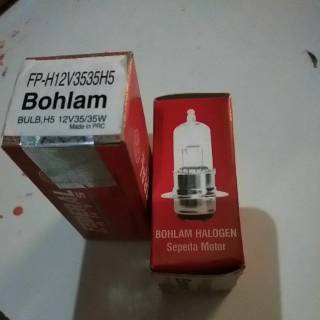 FP-H12V3535H5
Bohlam
BULB,H5 12V35/35W
Made in PRC
BOHLAM HALOGEN
Sepeda Motor